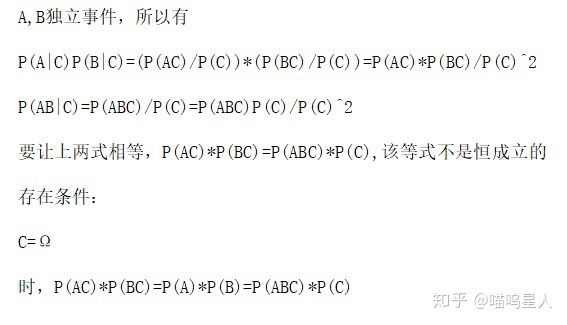 A,B独立事件，所以有
P(A|C)P(B|C)=(P(AC)/P(C))*(P(BC)/P(C))=P(AC)*P(BC)/P(C)^2
P(AB|C)=P(ABC)/P(C)=P(ABC)P(C)/P(C)^2
要让上两式相等，P(AC)*P(BC)=P(ABC)*P(C),该等式不是恒成立的
存在条件：
C=Ω
时，P(AC)*P(BC)=P(A)*P(B)=P(ABC)*P(C)
知乎 @喵呜星人